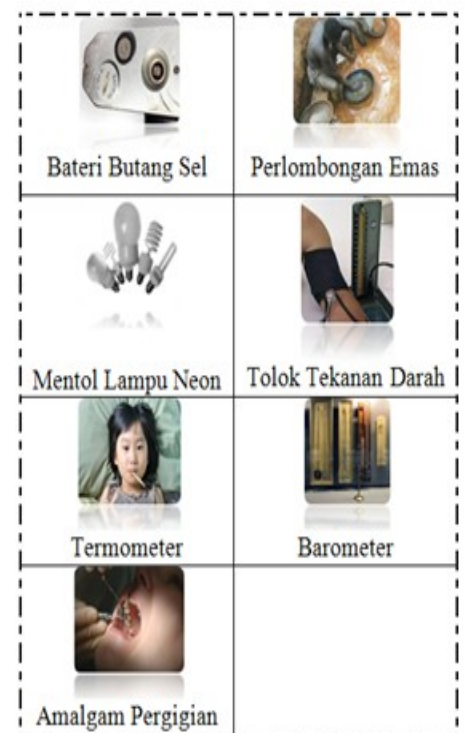 Bateri Butang Sel
Perlombongan Emas
Mentol Lampu Neon
Tolok Tekanan Darah
Termometer
Barometer
Amalgam Pergigian